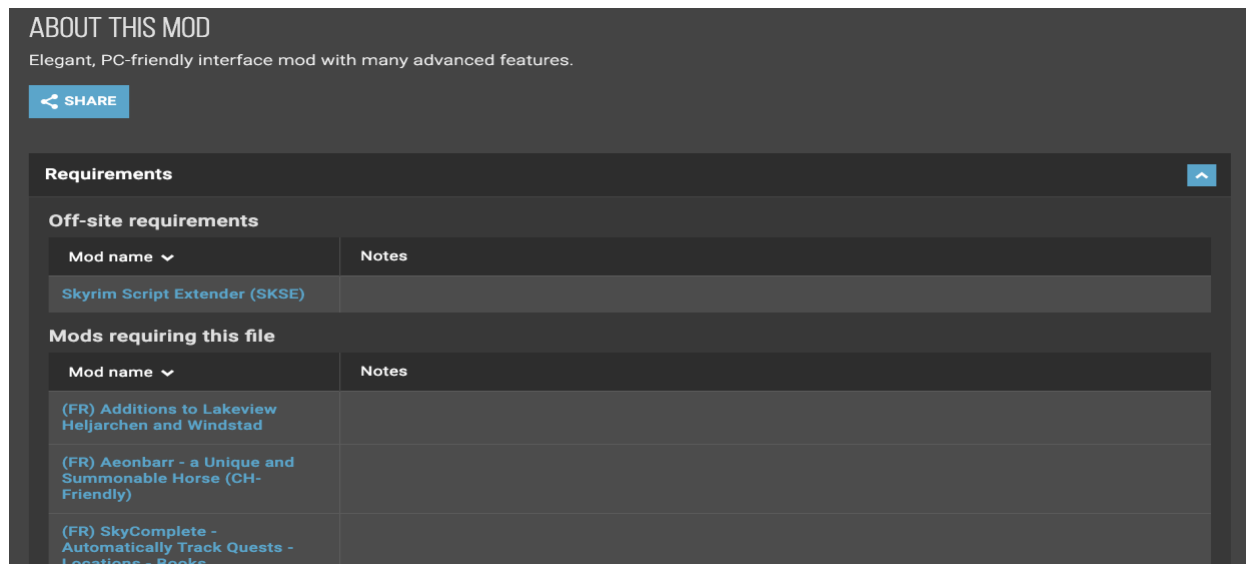 ABOUT THIS MOD
Elegant, PC-friendly interface mod with many advanced features.
SHARE
Requirements
Off-site requirements
Mod name
Notes
Skyrim Script Extender (SKSE)
Mods requiring this file
Mod name
Notes
(FR) Additions to Lakeview
Heljarchen and Windstad
(FR) Aeonbarr - a Unique and
Summonable Horse (CH-
Friendly)
(FR) SkyComplete -
Automatically Track Quests -
Locations - Books